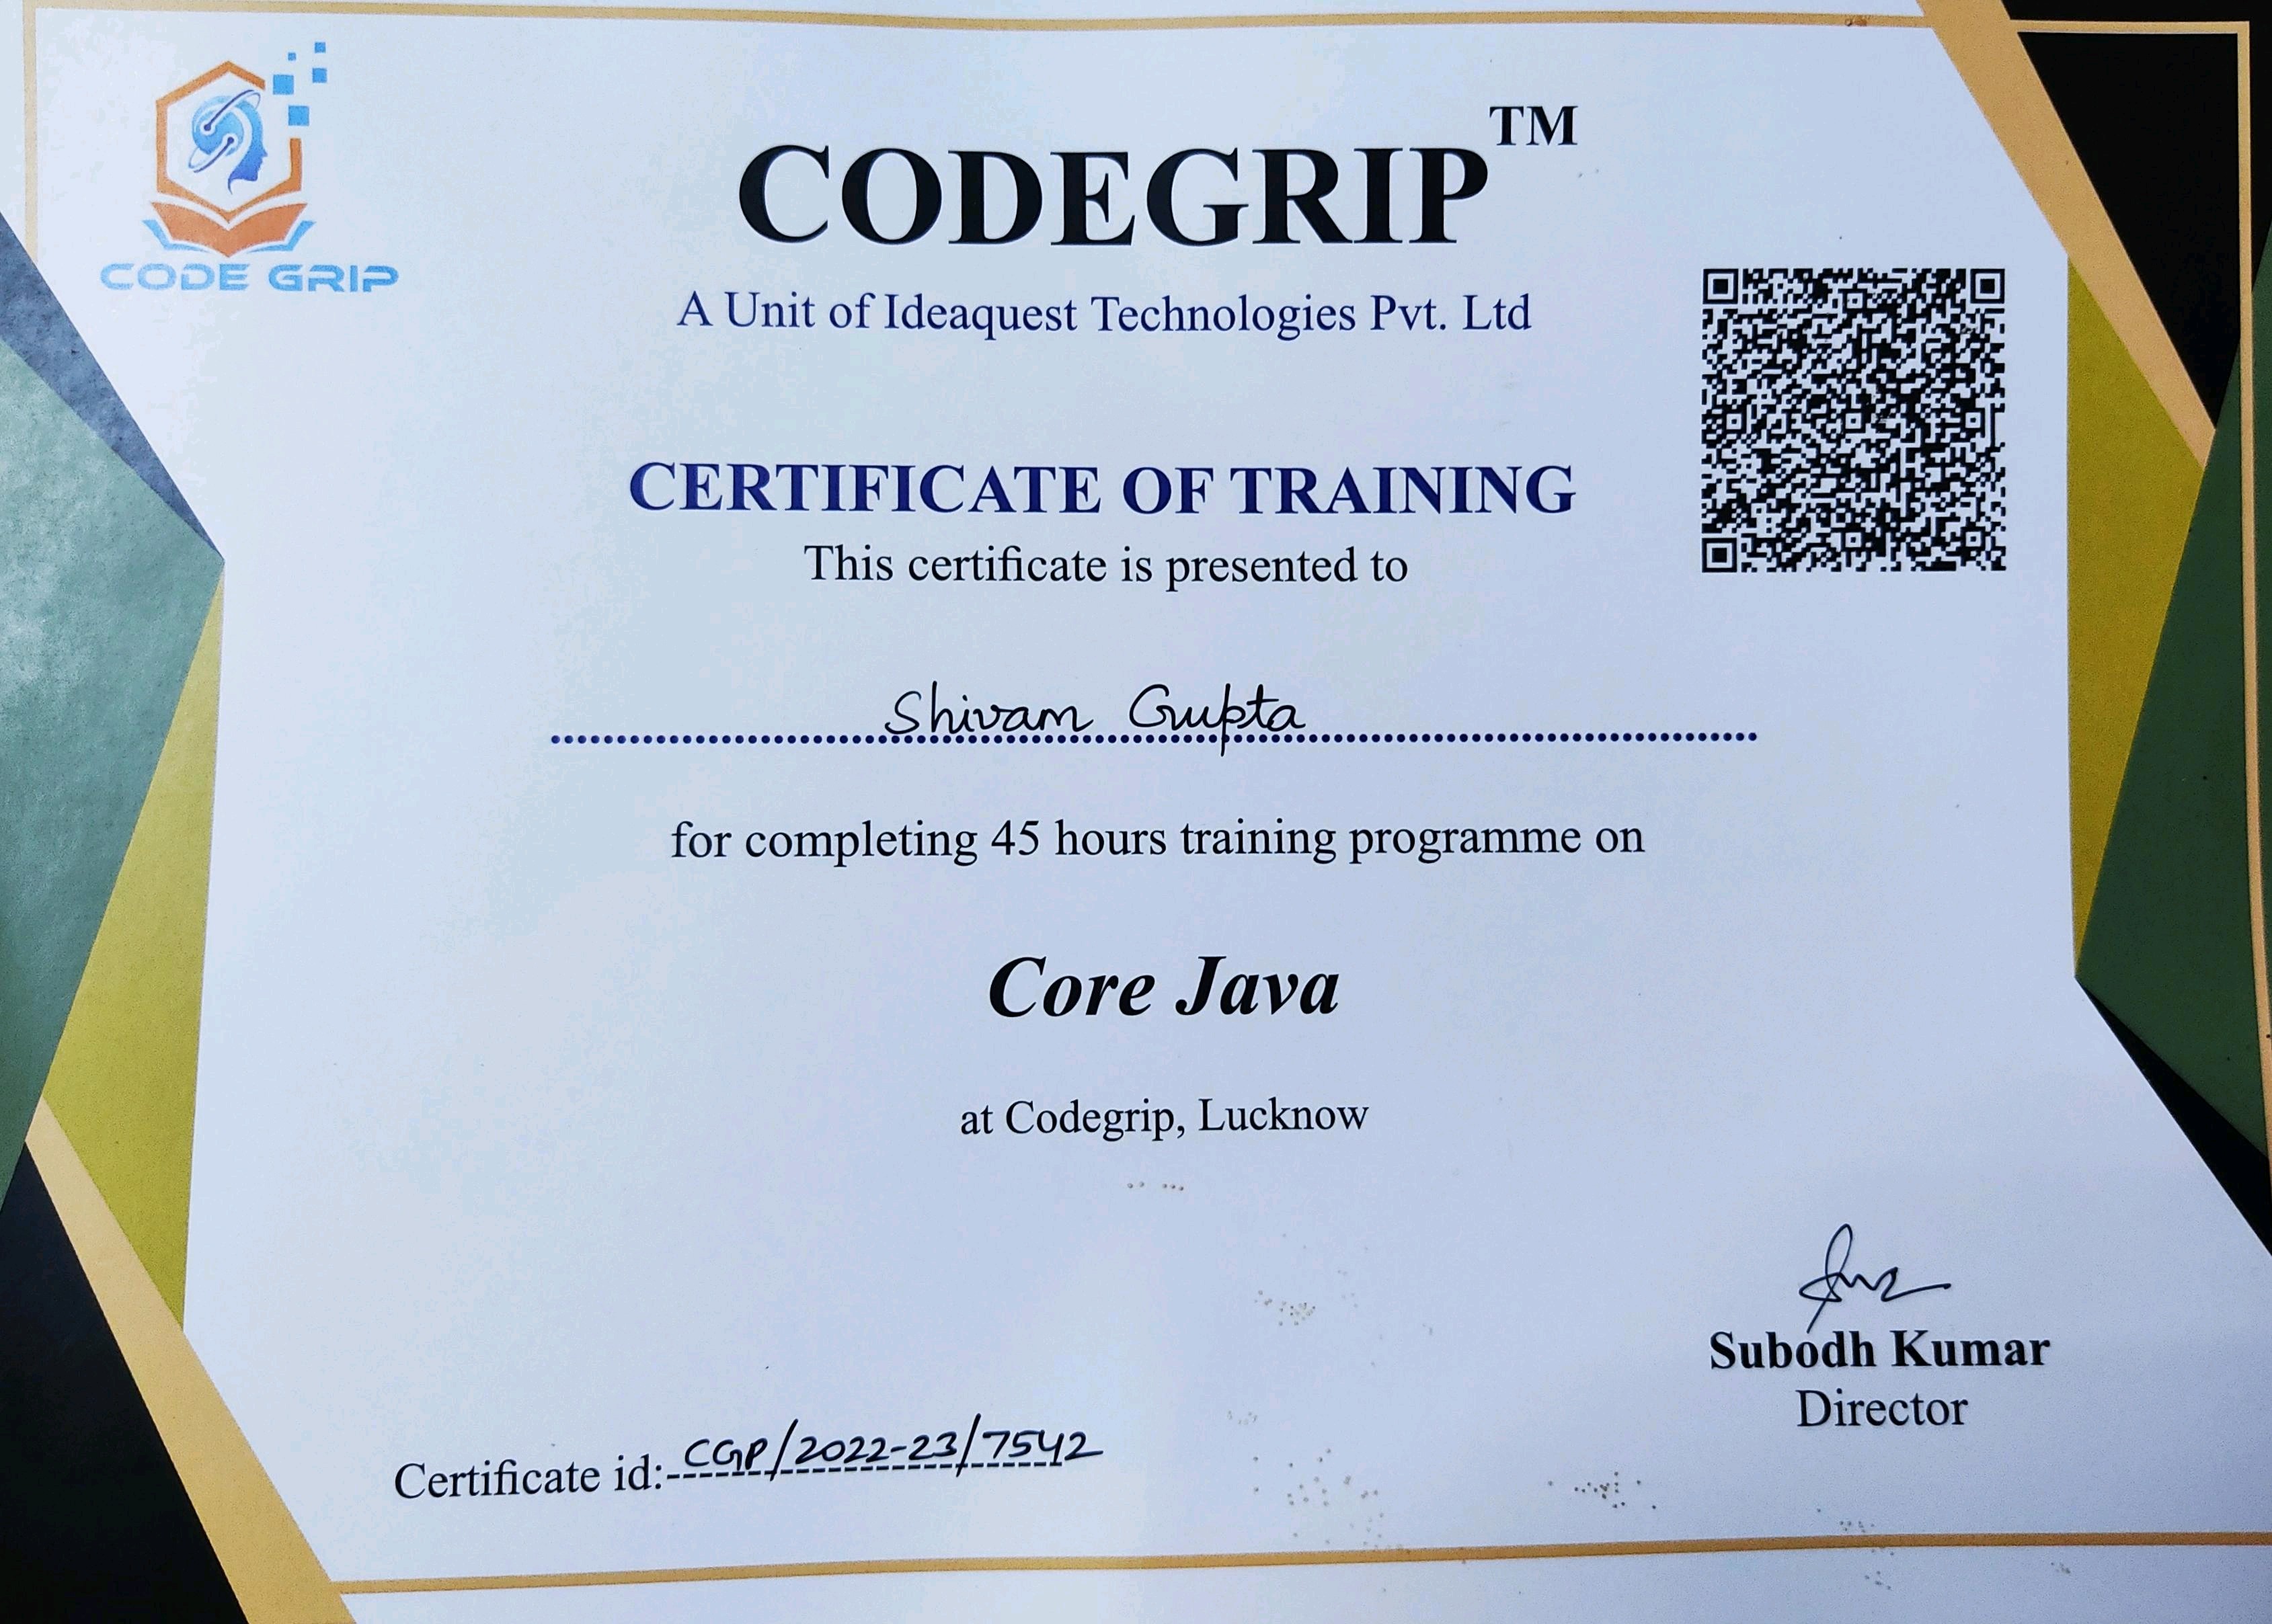 CODE GRIP
CODEGRIP™
A Unit of Ideaquest Technologies Pvt. Ltd
CERTIFICATE OF TRAINING
This certificate is presented to
Shivam Gupta
for completing 45 hours training programme on
Core Java
at Codegrip, Lucknow
Subodh Kumar
Director
Certificate id: CGP/2022-23/7542